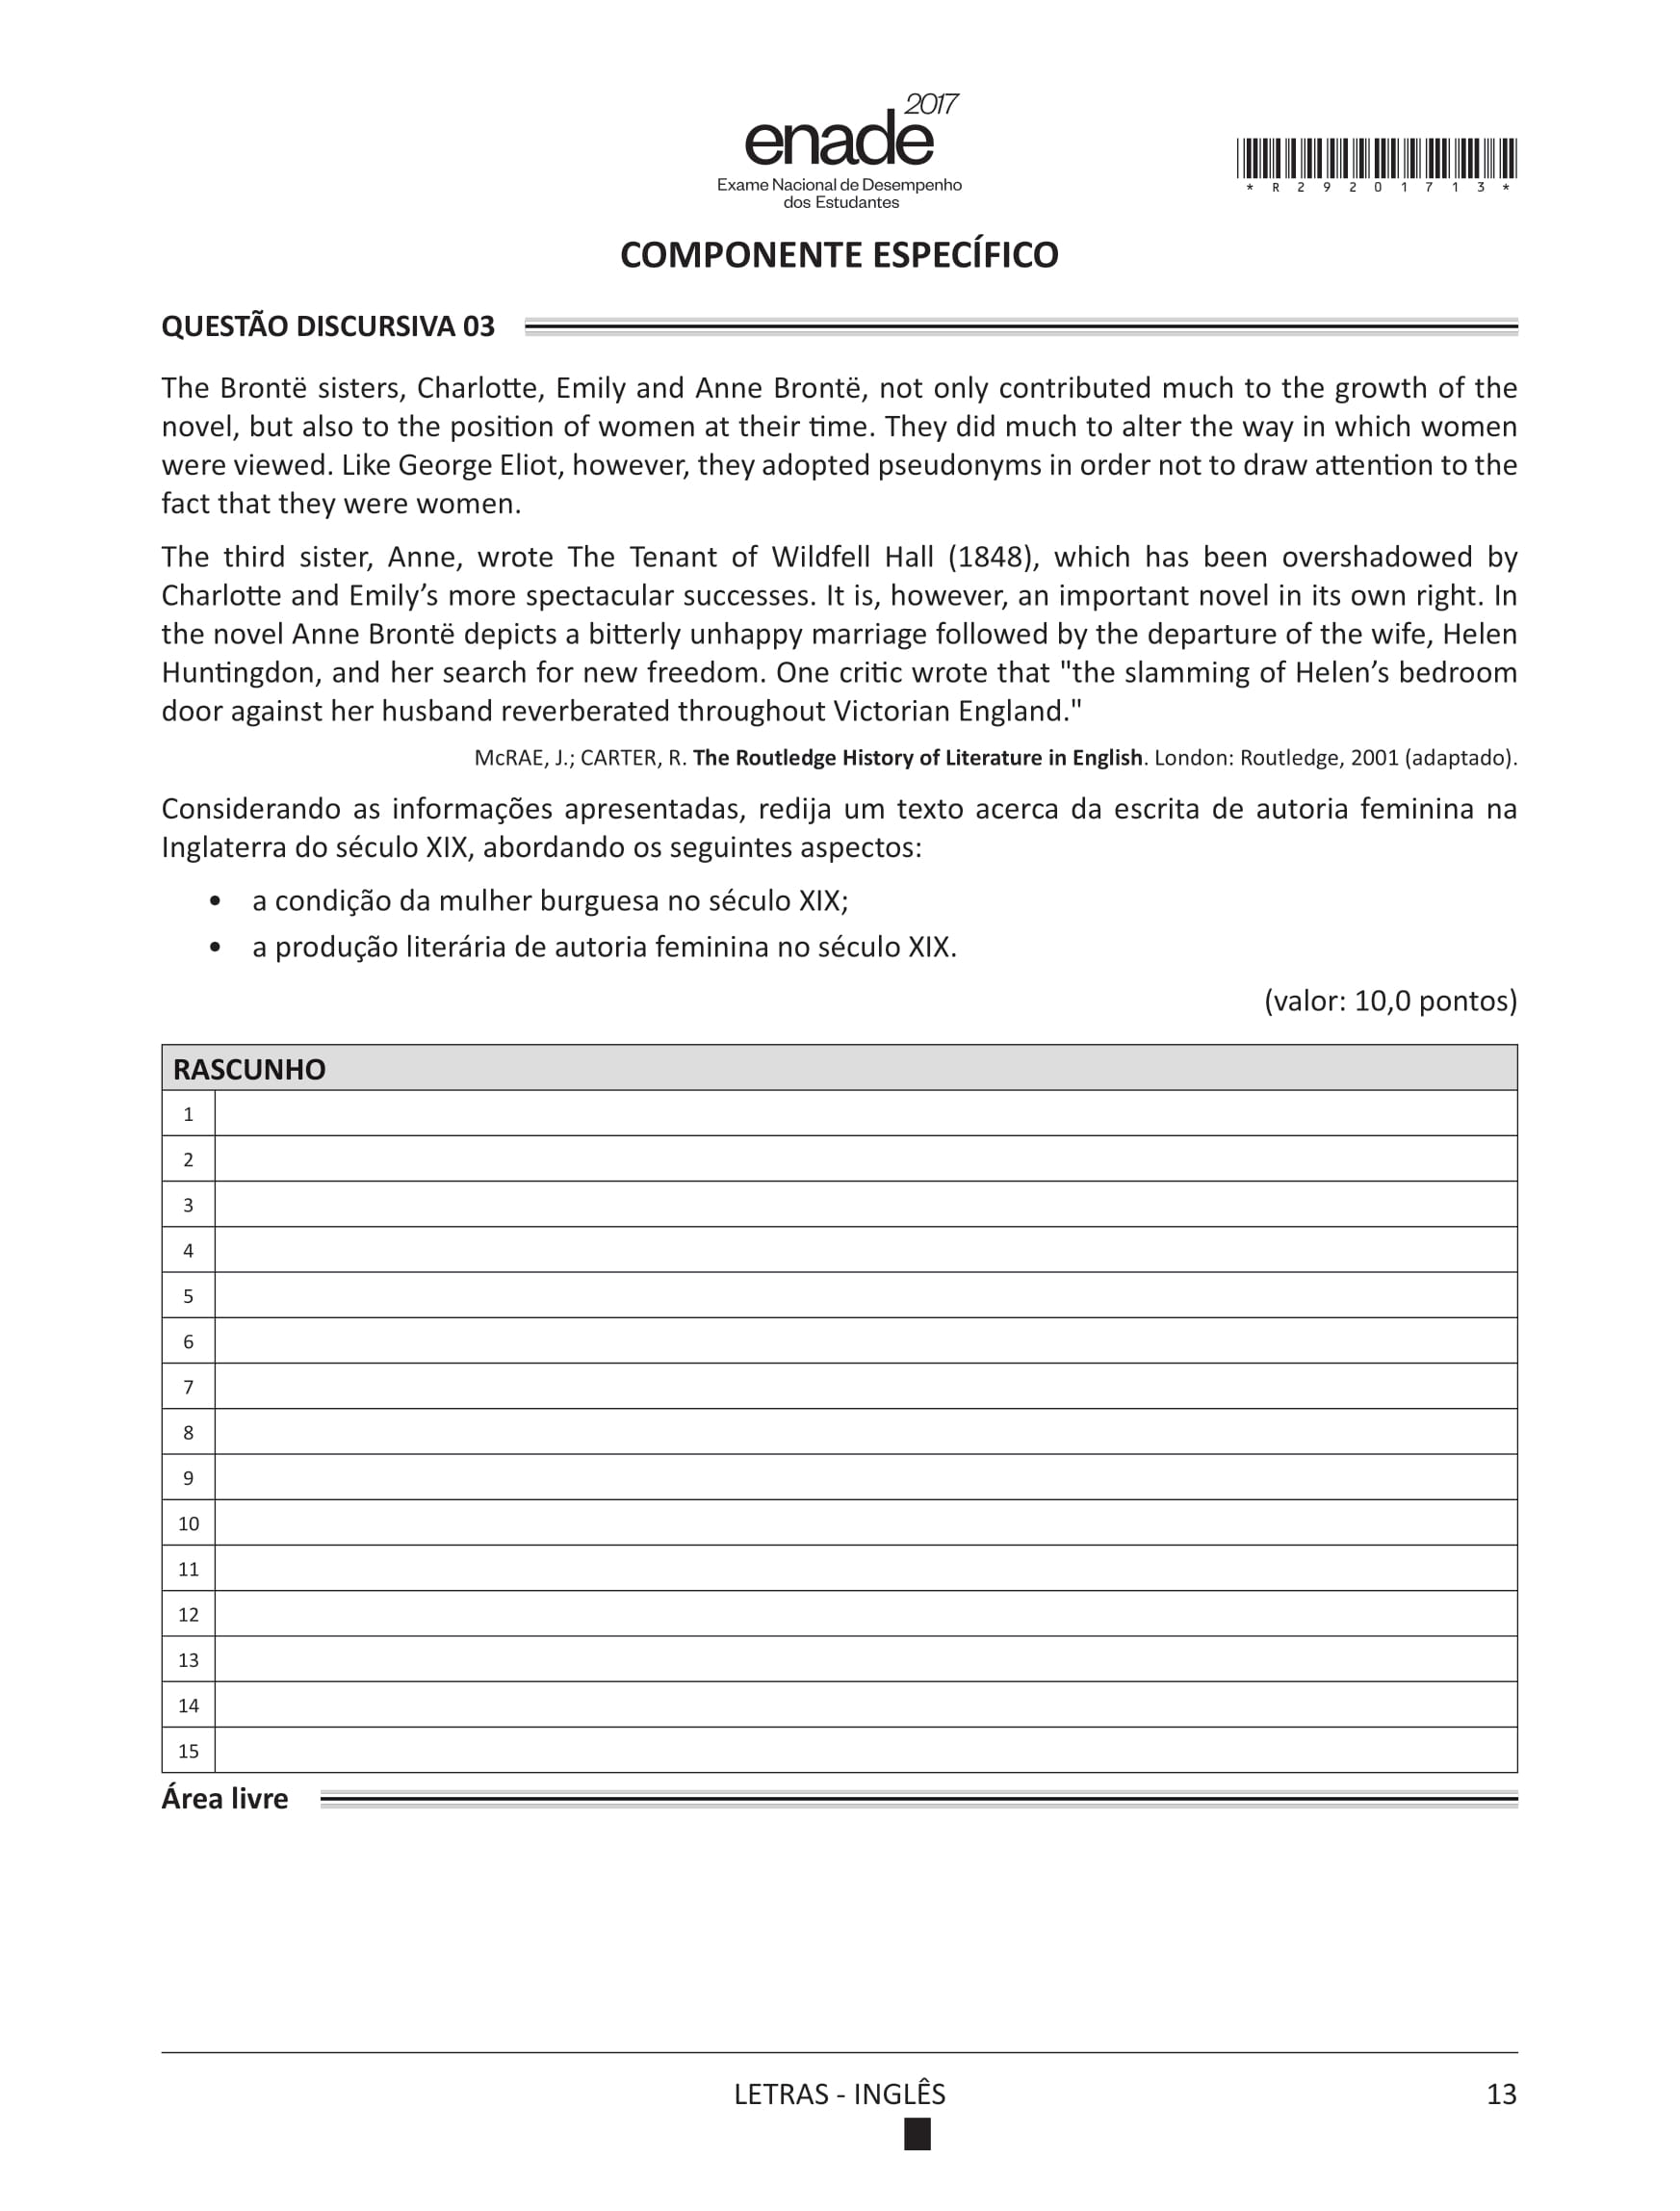 2017
enade
Exame Nacional de Desempenho
dos Estudantes
*R29201713*
COMPONENTE ESPECÍFICO
QUESTÃO DISCURSIVA 03
The Brontë sisters, Charlotte, Emily and Anne Brontë, not only contributed much to the growth of the
novel, but also to the position of women at their time. They did much to alter the way in which women
were viewed. Like George Eliot, however, they adopted pseudonyms in order not to draw attention to the
fact that they were women.
The third sister, Anne, wrote The Tenant of Wildfell Hall (1848), which has been overshadowed by
Charlotte and Emily’s more spectacular successes. It is, however, an important novel in its own right. In
the novel Anne Brontë depicts a bitterly unhappy marriage followed by the departure of the wife, Helen
Huntingdon, and her search for new freedom. One critic wrote that "the slamming of Helen’s bedroom
door against her husband reverberated throughout Victorian England."
McRAE, J.; CARTER, R. The Routledge History of Literature in English. London: Routledge, 2001 (adaptado).
Considerando as informações apresentadas, redija um texto acerca da escrita de autoria feminina na
Inglaterra do século XIX, abordando os seguintes aspectos:
• a condição da mulher burguesa no século XIX;
• a produção literária de autoria feminina no século XIX.
(valor: 10,0 pontos)
RASCUNHO
1
2
3
4
5
6
7
8
9
10
11
12
13
14
15
Área livre
LETRAS - INGLÊS
13